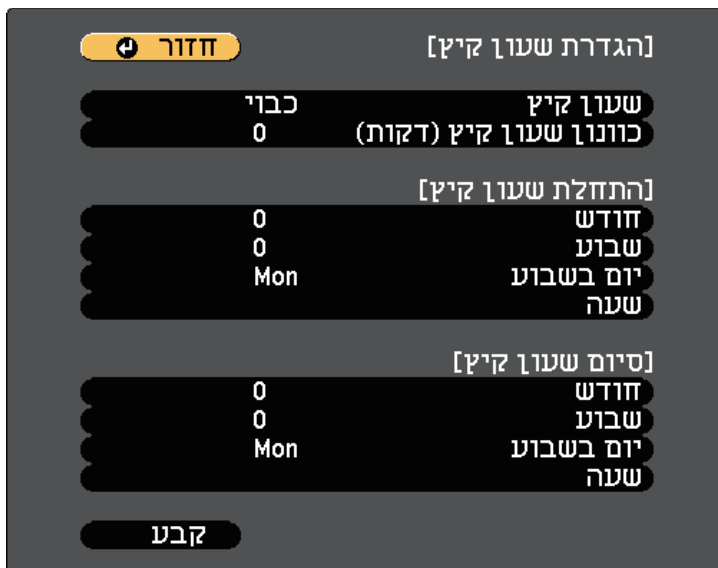 [הגדרת שעון קיץ] חזור
שעון קיץ כבוי
כוונון שעון קיץ (דקות) 0
[התחלת שעון קיץ]
חודש 0
שבוע 0
יום בשבוע Mon
שעה
[סיום שעון קיץ]
חודש 0
שבוע 0
יום בשבוע Mon
שעה
קבע